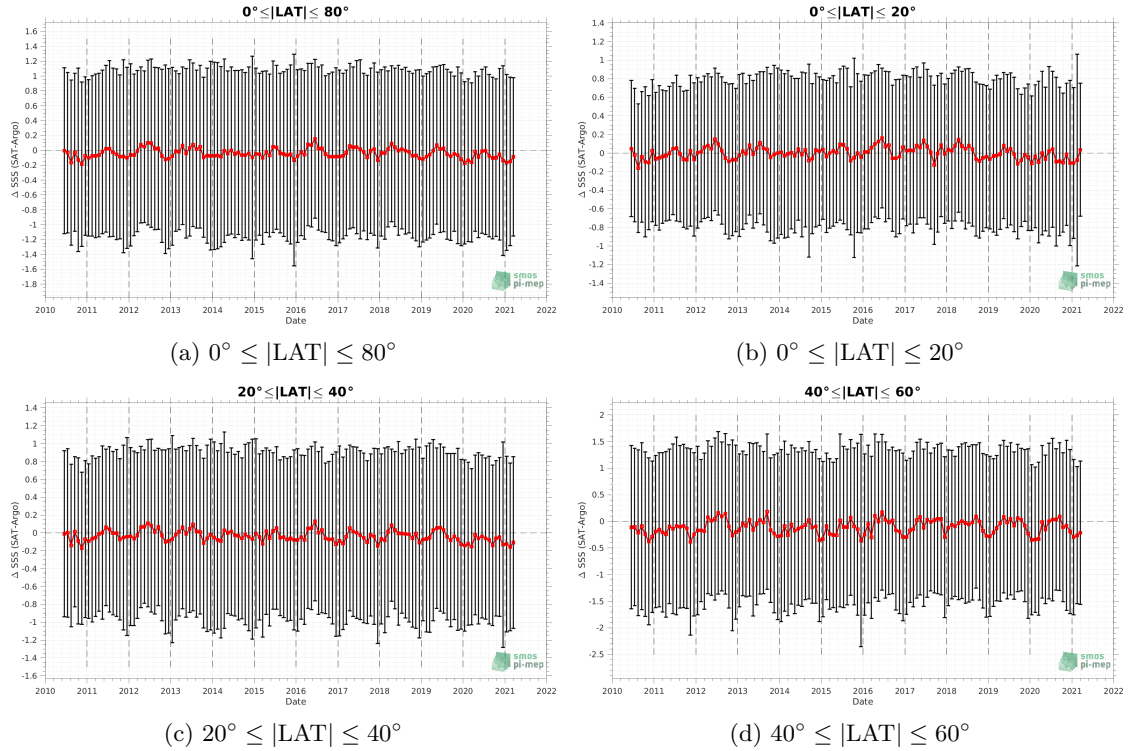 0°≤|LAT|≤ 80°
1.6
1.4
1.2
1
0.8
0.6
0.4
0.2
0
-0.2
-0.4
-0.6
-0.8
-1
-1.2
-1.4
-1.6
-1.8
Δ SSS (SAT-Argo)
2010 2011 2012 2013 2014 2015 2016 2017 2018 2019 2020 2021 2022
Date
smos
pi-mep
(a) 0° ≤ |LAT| ≤ 80°
0°≤|LAT|≤ 20°
1.4
1.2
1
0.8
0.6
0.4
0.2
0
-0.2
-0.4
-0.6
-0.8
-1
-1.2
-1.4
Δ SSS (SAT-Argo)
2010 2011 2012 2013 2014 2015 2016 2017 2018 2019 2020 2021 2022
Date
smos
pi-mep
(b) 0° ≤ |LAT| ≤ 20°
20°≤|LAT|≤ 40°
1.4
1.2
1
0.8
0.6
0.4
0.2
0
-0.2
-0.4
-0.6
-0.8
-1
-1.2
-1.4
-1.6
Δ SSS (SAT-Argo)
2010 2011 2012 2013 2014 2015 2016 2017 2018 2019 2020 2021 2022
Date
smos
pi-mep
(c) 20° ≤ |LAT| ≤ 40°
40°≤|LAT|≤ 60°
2
1.5
1
0.5
0
-0.5
-1
-1.5
-2
-2.5
Δ SSS (SAT-Argo)
2010 2011 2012 2013 2014 2015 2016 2017 2018 2019 2020 2021 2022
Date
smos
pi-mep
(d) 40° ≤ |LAT| ≤ 60°